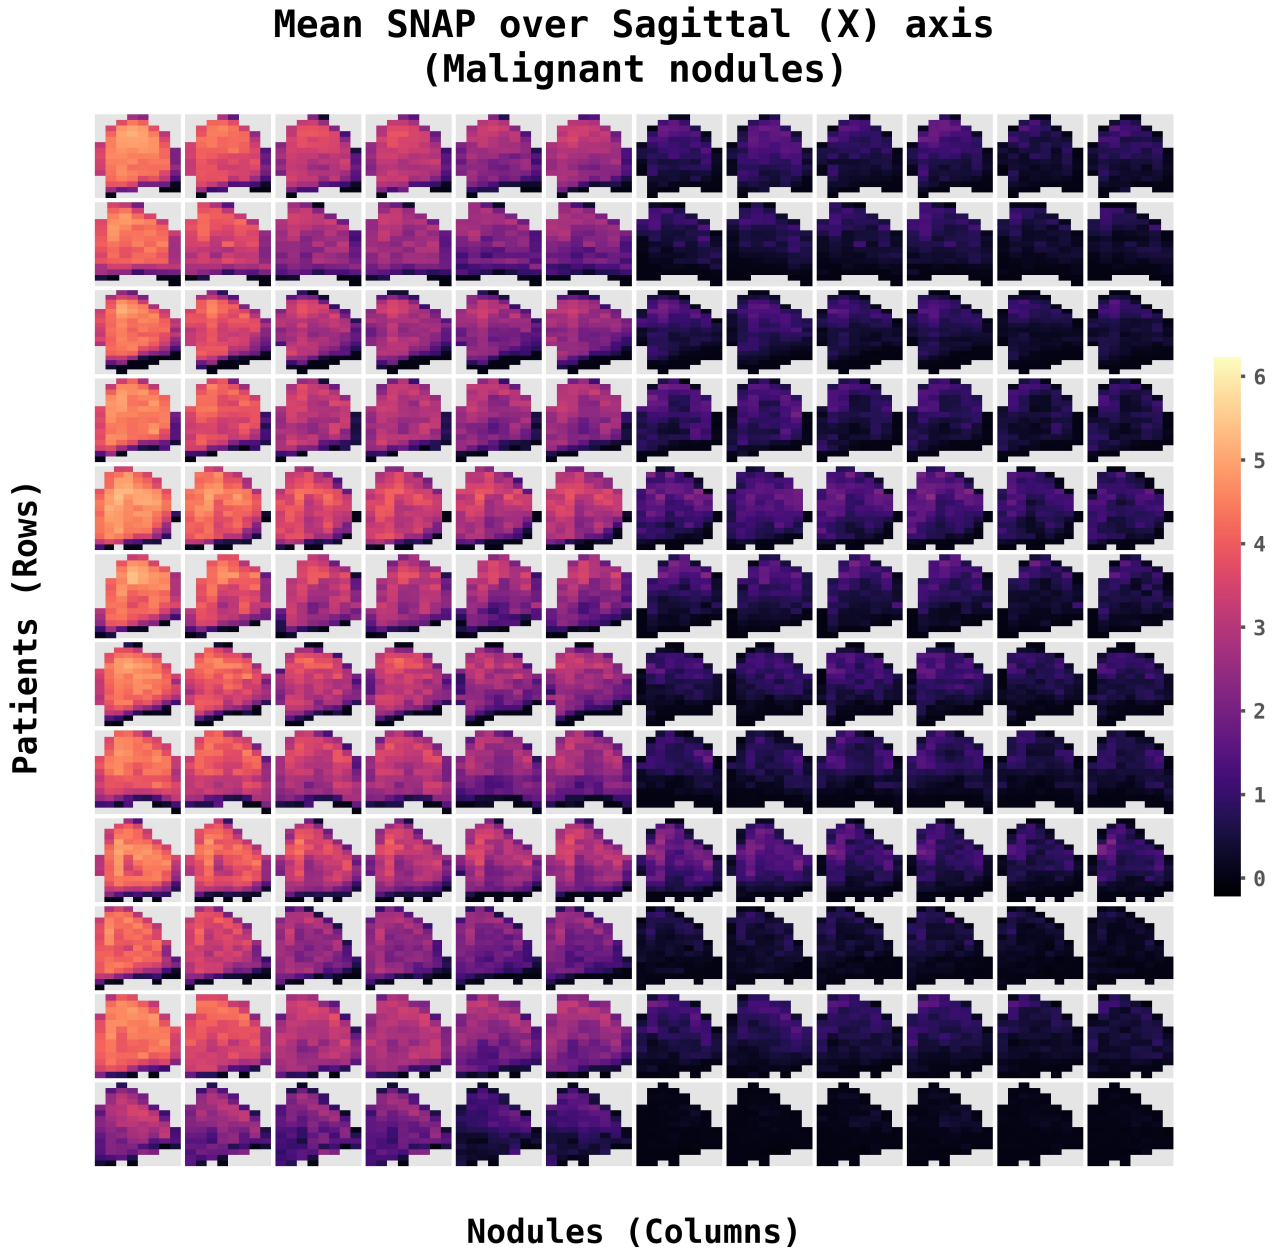 Mean SNAP over Sagittal (X) axis
(Malignant nodules)
Patients (Rows)
6
5
4
3
2
1
0
Nodules (Columns)